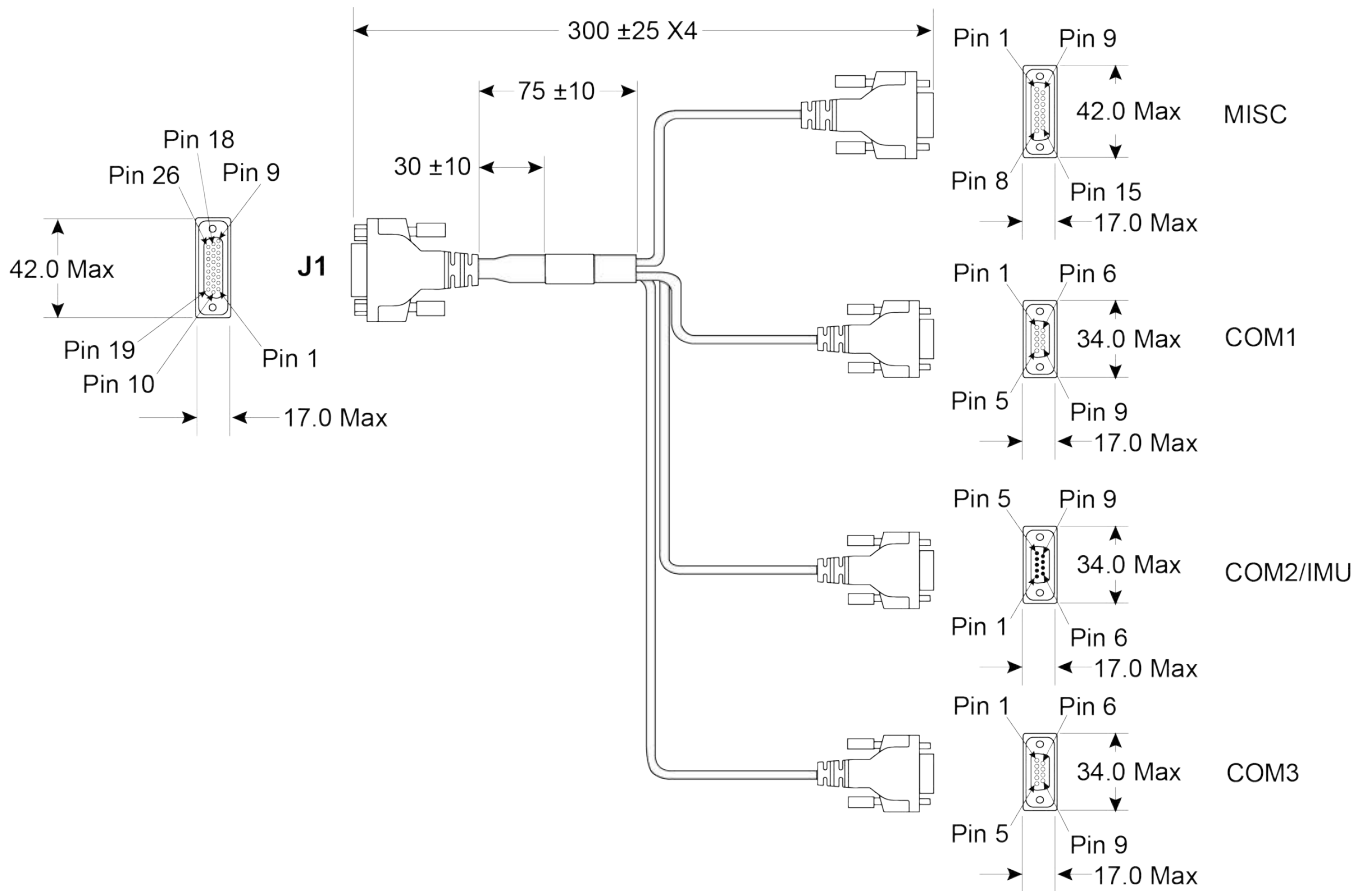 300 ±25 X4
75 ±10
30 ±10
Pin 18
Pin 26
Pin 9
42.0 Max
J1
Pin 19
Pin 1
Pin 10
17.0 Max
Pin 1
Pin 9
42.0 Max
MISC
Pin 8
Pin 15
17.0 Max
Pin 1
Pin 6
34.0 Max
COM1
Pin 5
Pin 9
17.0 Max
Pin 5
Pin 9
34.0 Max
COM2/IMU
Pin 1
Pin 6
17.0 Max
Pin 1
Pin 6
34.0 Max
COM3
Pin 5
Pin 9
17.0 Max